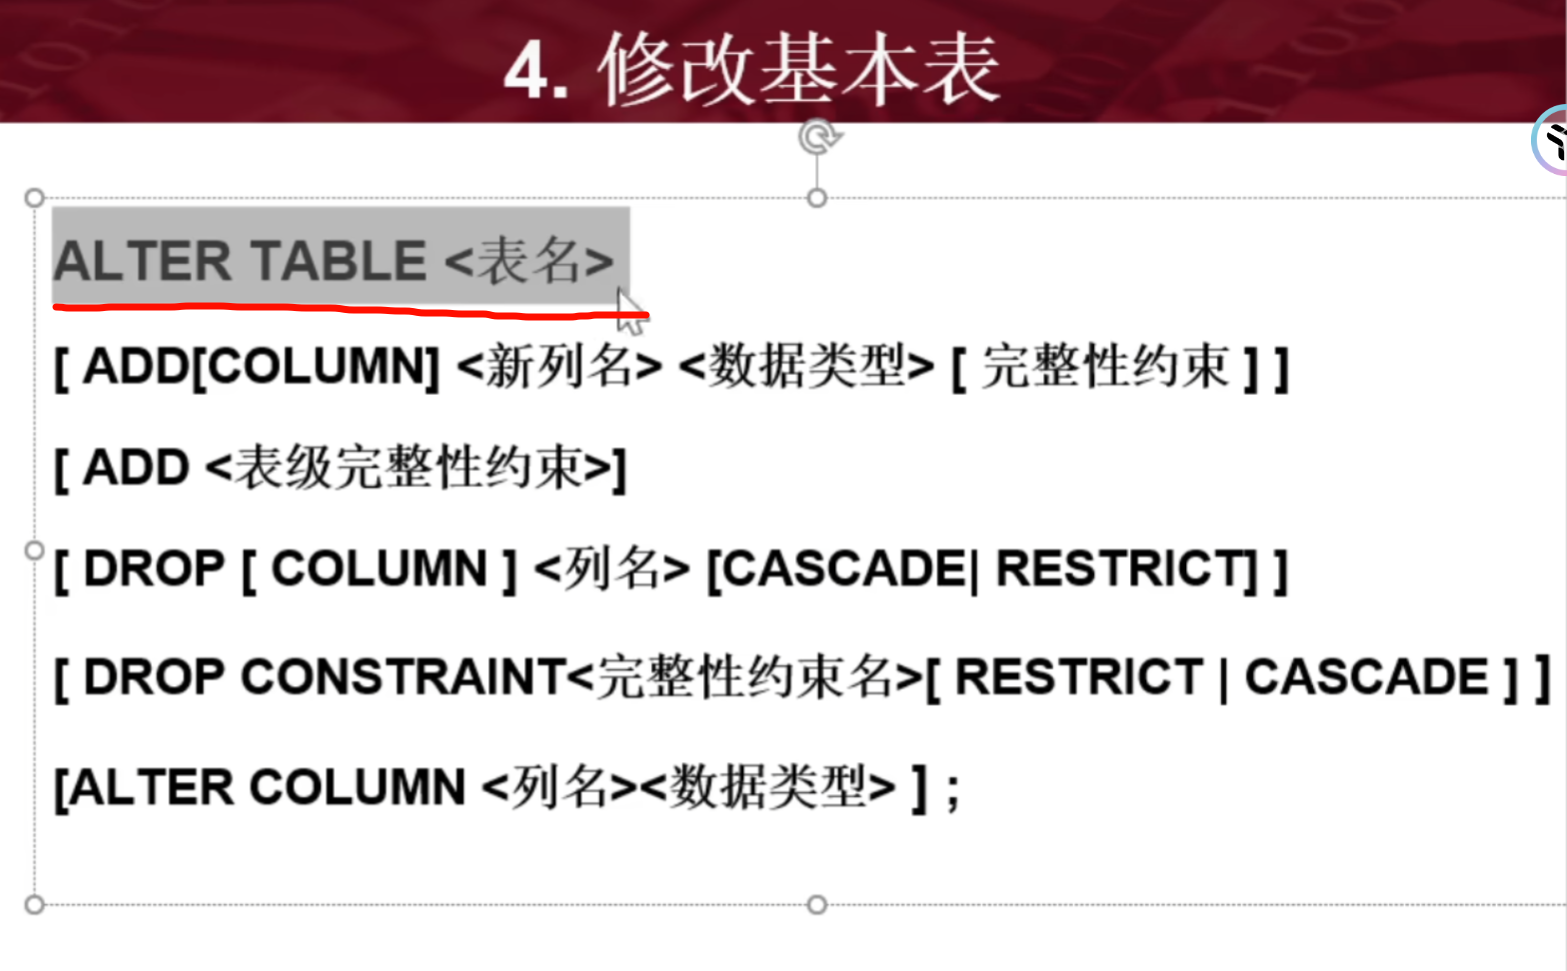 4. 修改基本表
ALTER TABLE <表名>
[ ADD[COLUMN] <新列名> <数据类型> [ 完整性约束 ] ]
[ ADD <表级完整性约束>]
[ DROP [ COLUMN ] <列名> [CASCADE| RESTRICT] ]
[ DROP CONSTRAINT<完整性约束名>[ RESTRICT | CASCADE ] ]
[ALTER COLUMN <列名><数据类型> ] ;